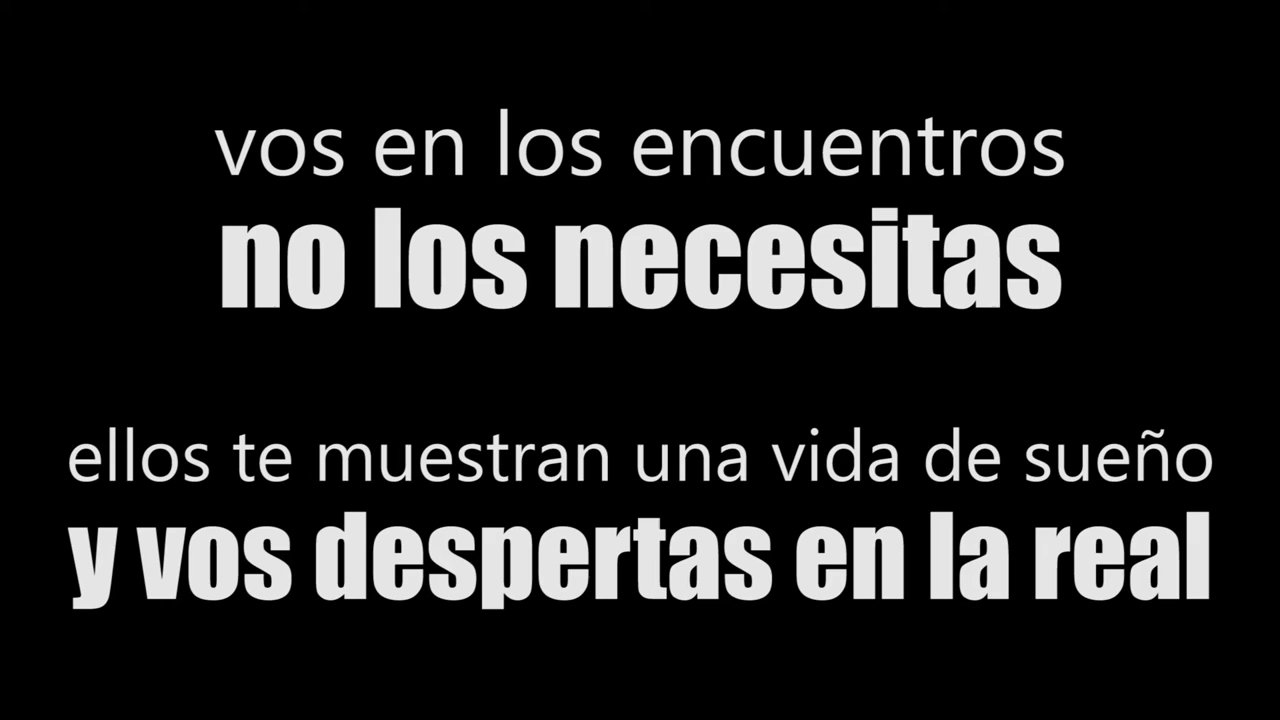 vos en los encuentros
no los necesitas
ellos te muestran una vida de sueño
y vos despertas en la real